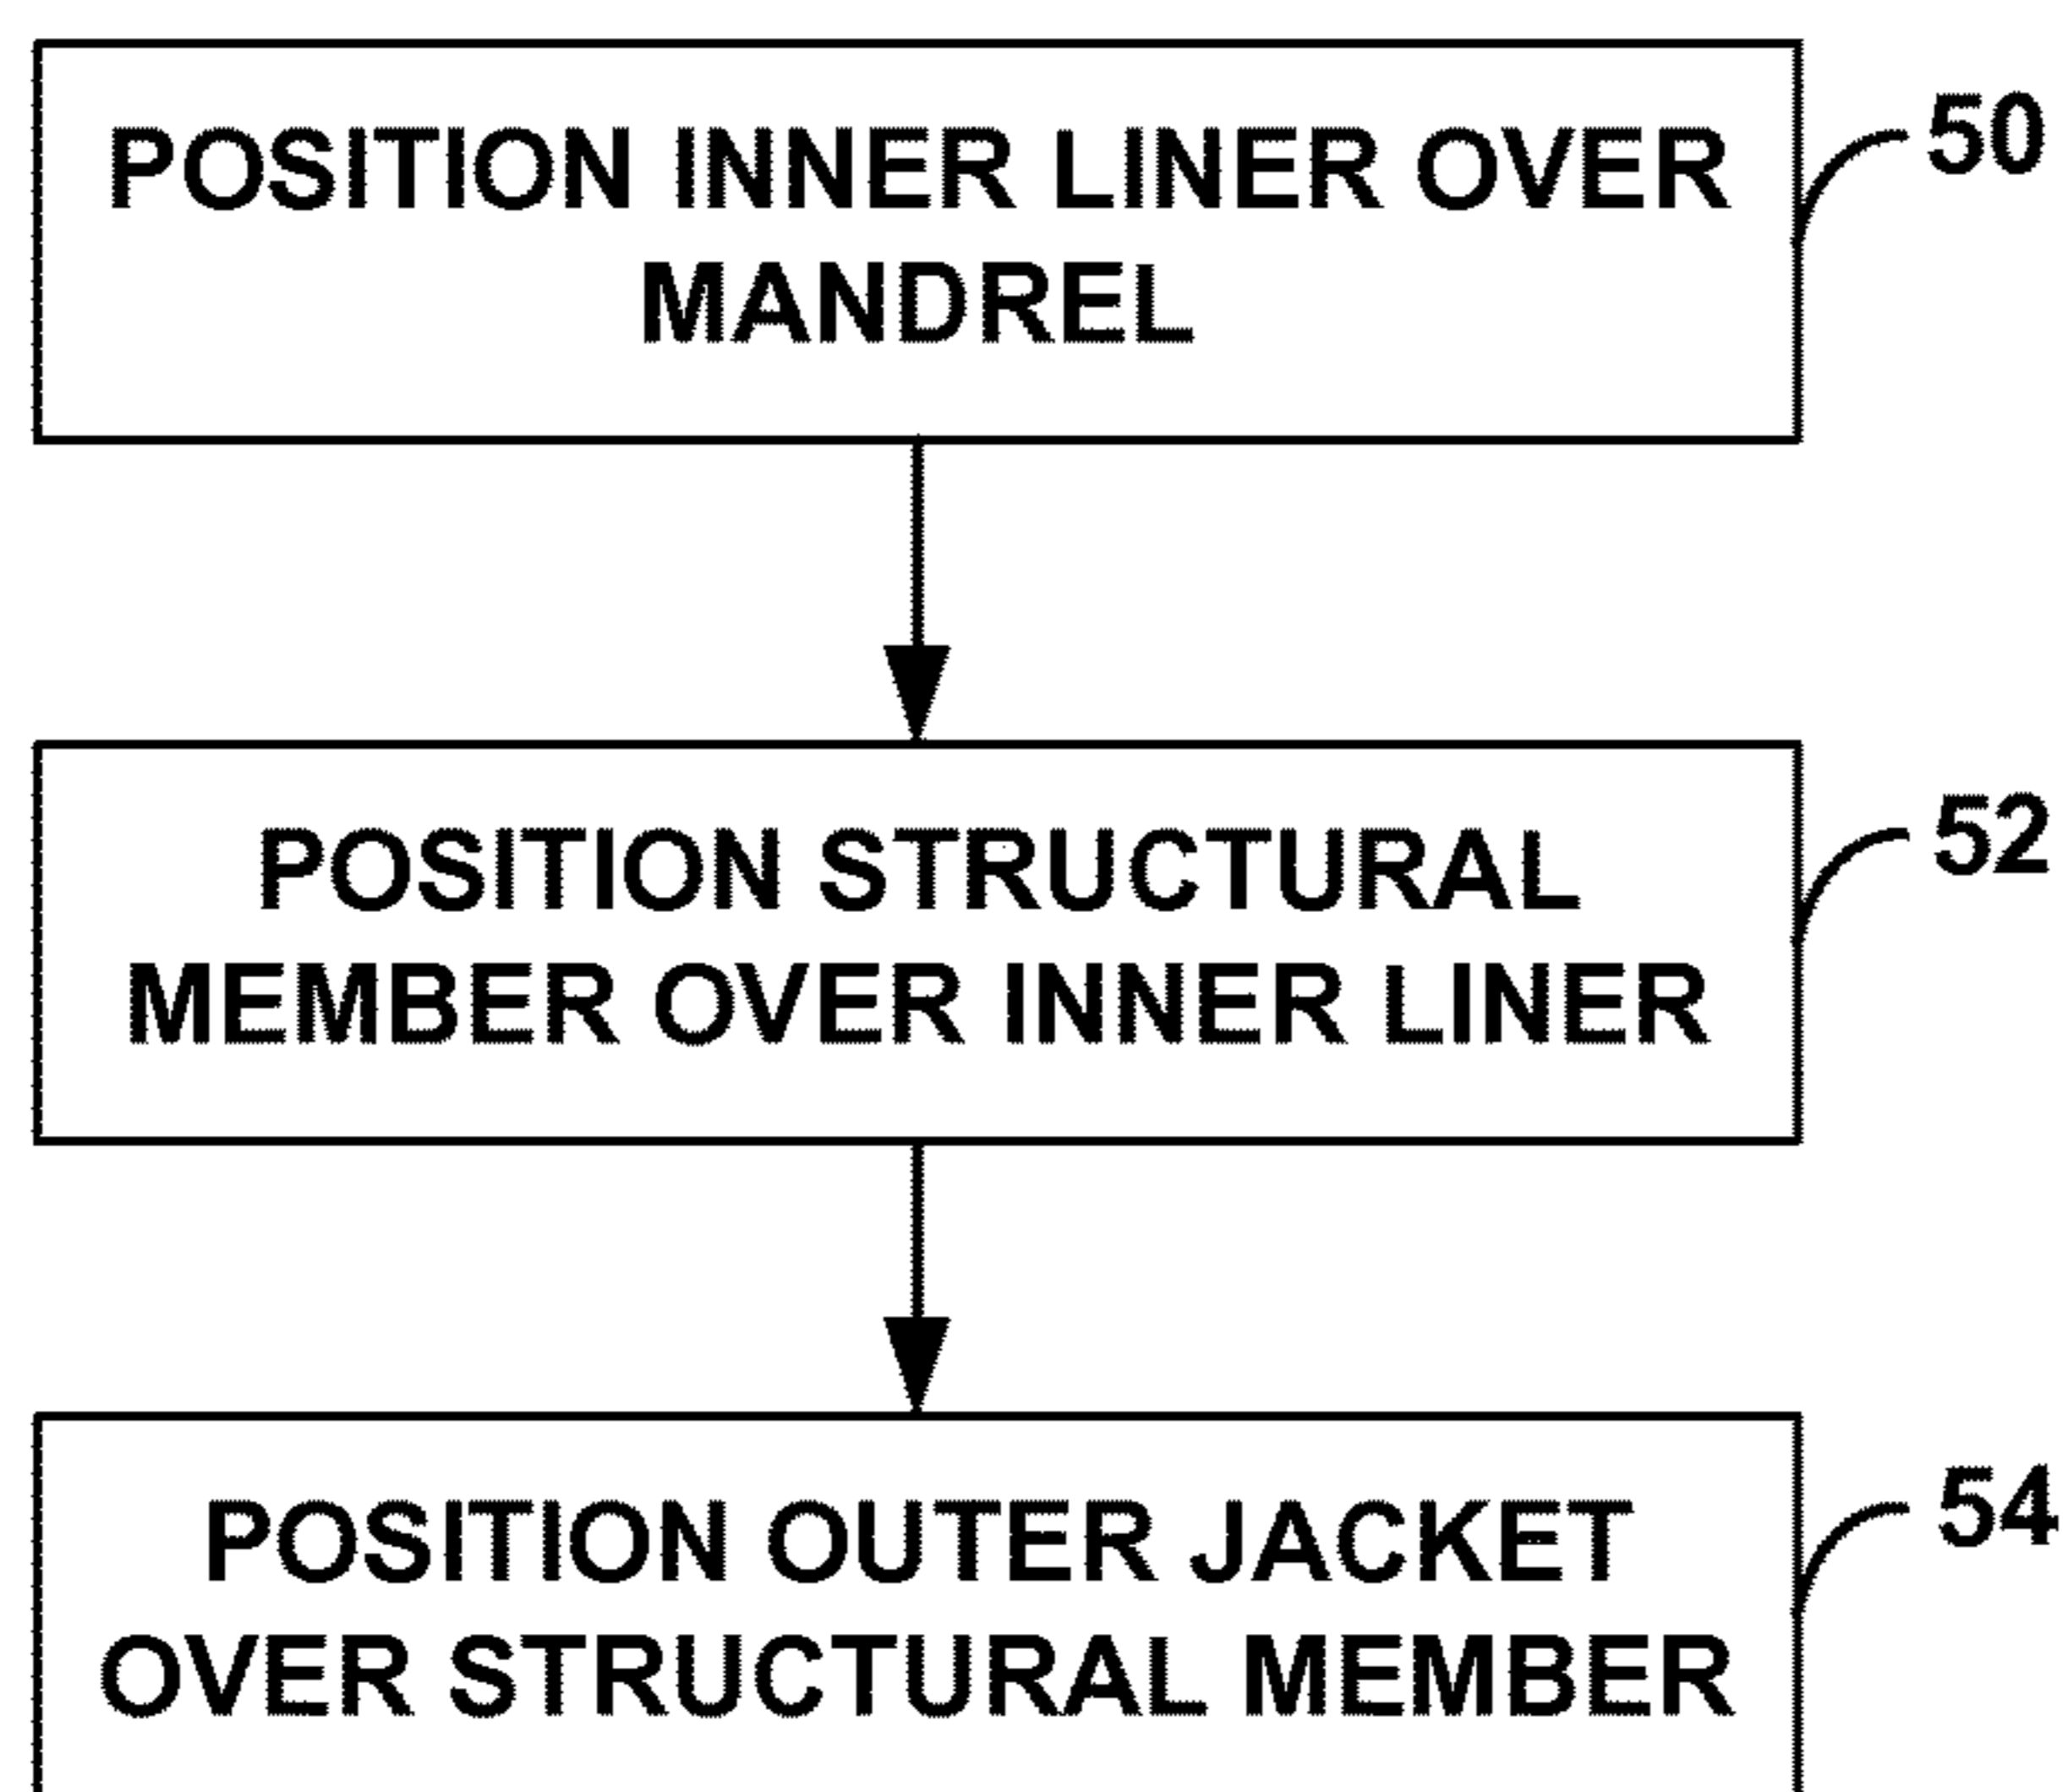 POSITION INNER LINER OVER
MANDREL
50
POSITION STRUCTURAL
MEMBER OVER INNER LINER
52
POSITION OUTER JACKET
OVER STRUCTURAL MEMBER
54